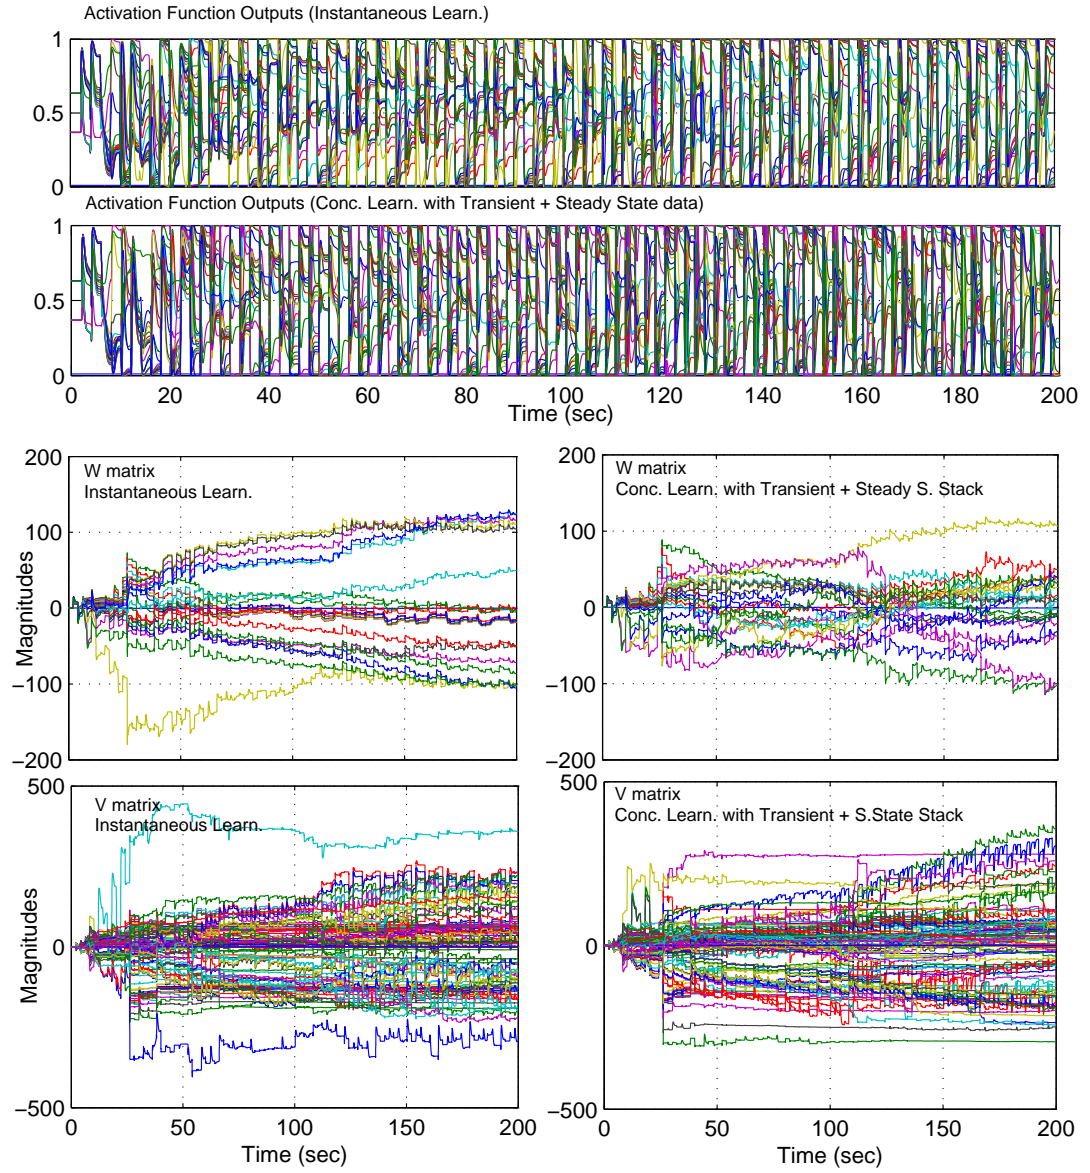 Activation Function Outputs (Instantaneous Learn.)
1
0.5
0
Activation Function Outputs (Conc. Learn. with Transient + Steady State data)
1
0.5
0
0 20 40 60 80 100 120 140 160 180 200
Time (sec)
200
100
0
−100
−200
Magnitudes
W matrix
Instantaneous Learn.
200
100
0
−100
−200
W matrix
Conc. Learn. with Transient + Steady S. Stack
500
0
−500
Magnitudes
V matrix
Instantaneous Learn.
0 50 100 150 200
Time (sec)
500
0
−500
V matrix
Conc. Learn. with Transient + S.State Stack
0 50 100 150 200
Time (sec)